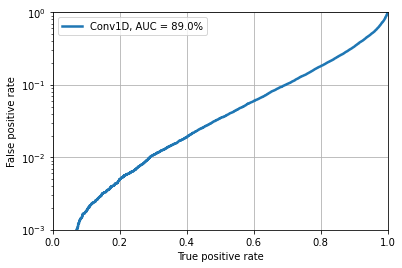 Conv1D, AUC = 89.0%
False positive rate
10⁰
10⁻¹
10⁻²
10⁻³
0.0 0.2 0.4 0.6 0.8 1.0
True positive rate